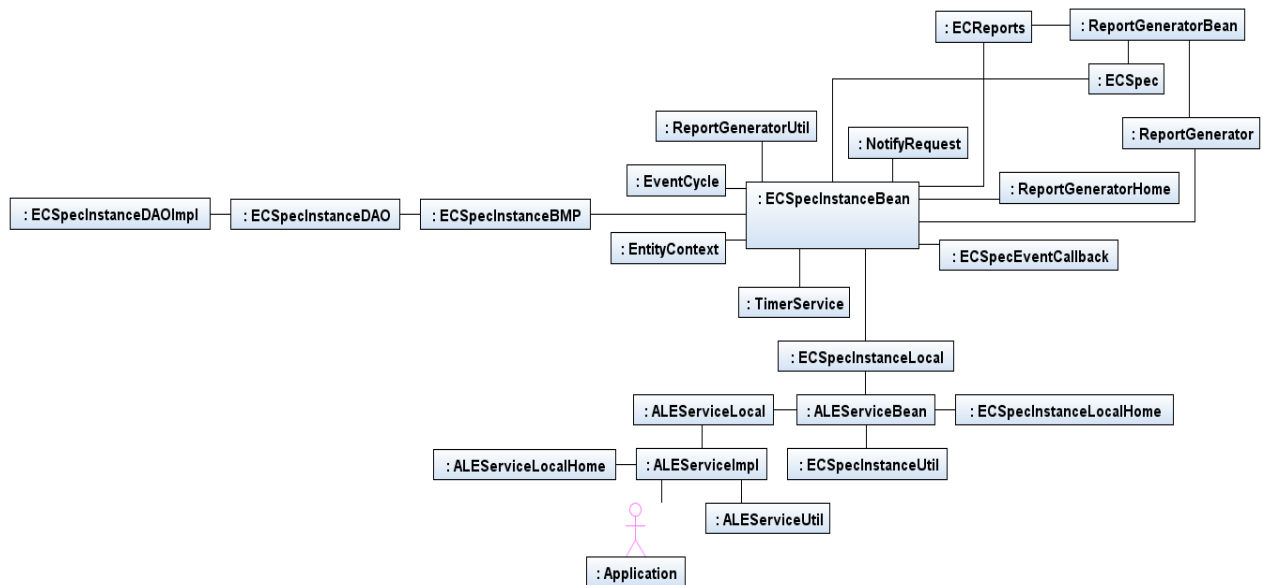 : ECReports
: ReportGeneratorBean
: ECSpec
: ReportGeneratorUtil
: NotifyRequest
: ReportGenerator
: EventCycle
: ECSpecInstanceBean
: ReportGeneratorHome
: ECSpecInstanceDAOImpl
: ECSpecInstanceDAO
: ECSpecInstanceBMP
: EntityContext
: ECSpecEventCallback
: TimerService
: ECSpecInstanceLocal
: ALEServiceLocal
: ALEServiceBean
: ECSpecInstanceLocalHome
: ALEServiceLocalHome
: ALEServiceImpl
: ECSpecInstanceUtil
: ALEServiceUtil
: Application